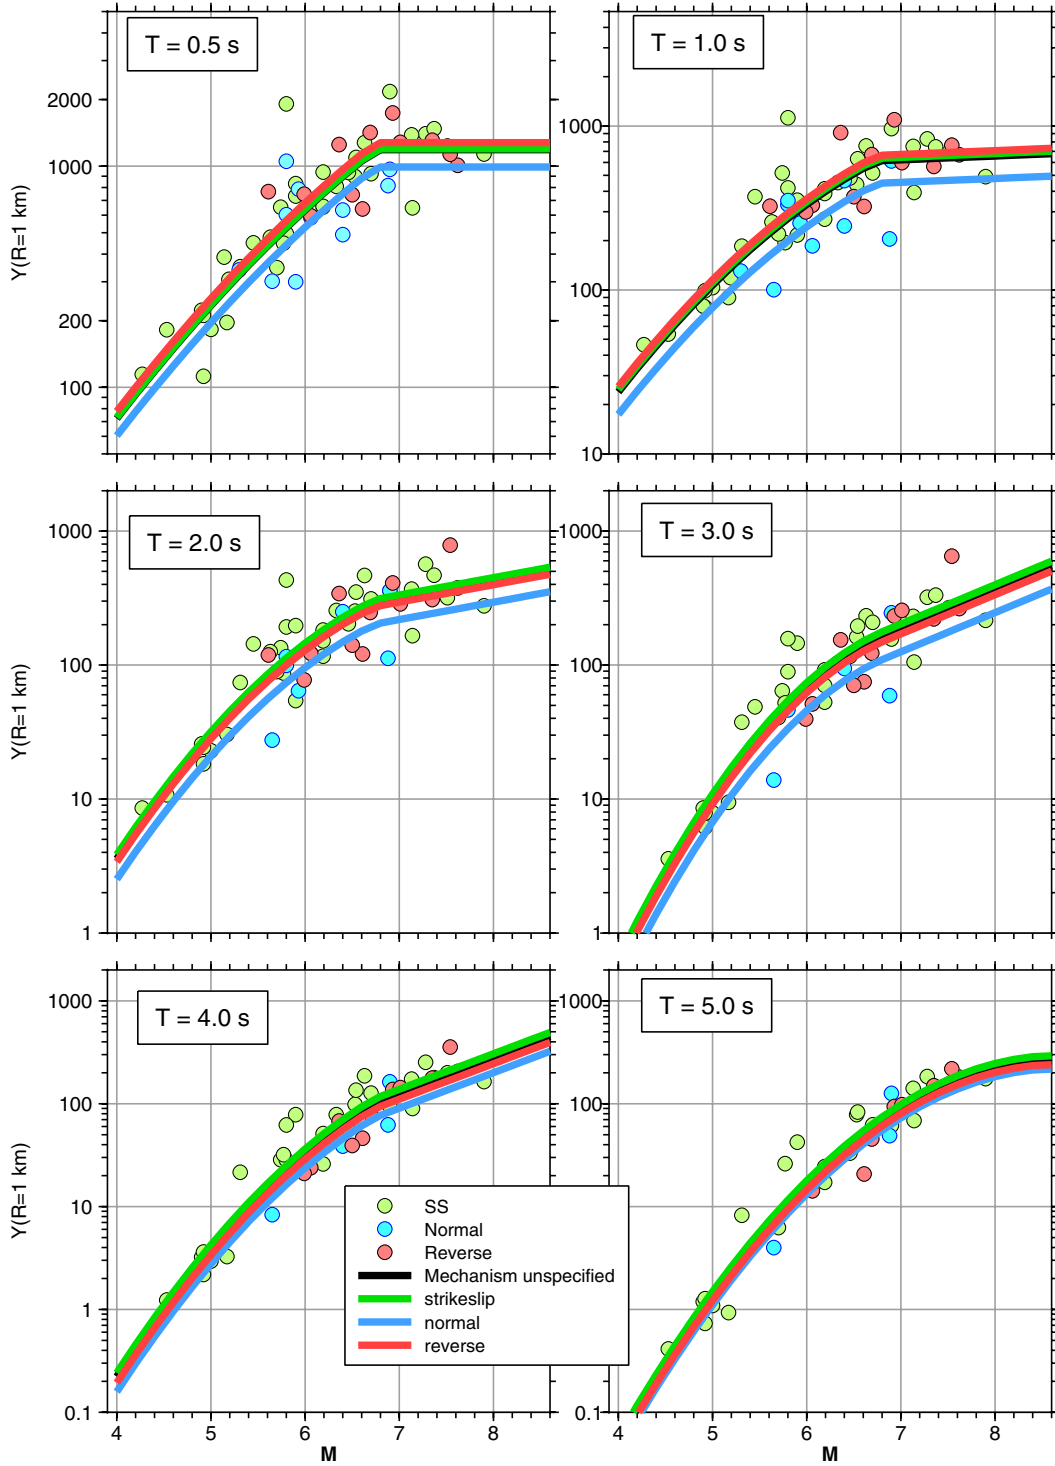 T = 0.5 s
T = 1.0 s
2000
1000
200
100
1000
100
10
Y(R=1 km)
T = 2.0 s
T = 3.0 s
1000
100
10
1
1000
100
10
1
Y(R=1 km)
T = 4.0 s
T = 5.0 s
1000
100
10
1
0.1
1000
100
10
1
0.1
Y(R=1 km)
SS
Normal
Reverse
Mechanism unspecified
strikeslip
normal
reverse
4 5 6 7 8
4 5 6 7 8
M
M